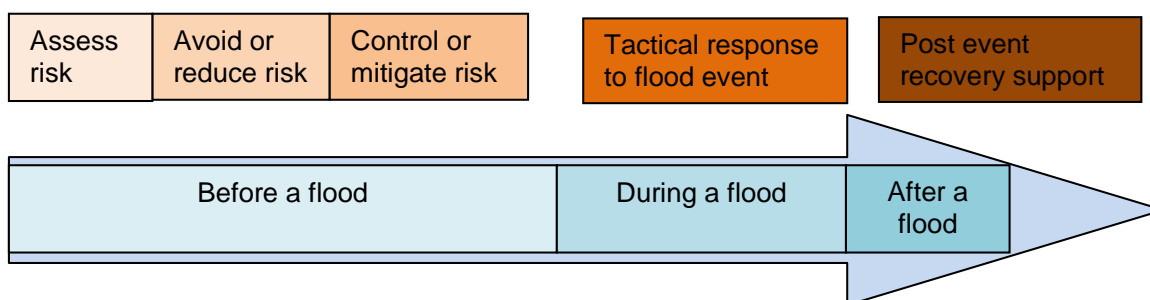 Assess
risk
Avoid or
reduce risk
Control or
mitigate risk
Tactical response
to flood event
Post event
recovery support
Before a flood
During a flood
After a
flood